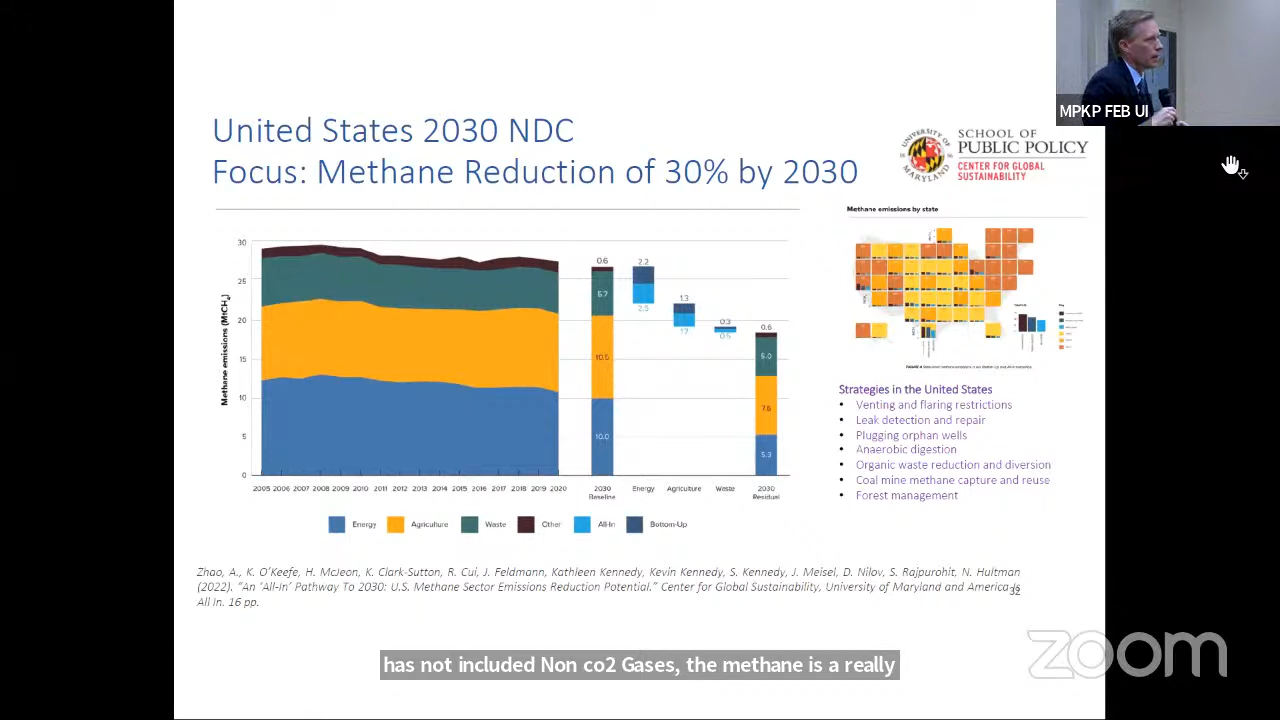 MPKP FEB UI
United States 2030 NDC
Focus: Methane Reduction of 30% by 2030
UNIVERSITY OF
MARYLAND
SCHOOL OF
PUBLIC POLICY
CENTER FOR GLOBAL
SUSTAINABILITY
Methane emissions (MtCH4)
30
25
20
15
10
5
0
2005 2006 2007 2008 2009 2010 2011 2012 2013 2014 2015 2016 2017 2018 2019 2020
2030 Baseline
Energy
Agriculture
Waste
2030 Residual
0.6
5.7
10.5
10.0
2.2
2.5
1.3
1.7
0.3
0.5
0.6
5.0
7.6
5.3
Energy Agriculture Waste Other All-In Bottom-Up
Methane emissions by state
Strategies in the United States
• Venting and flaring restrictions
• Leak detection and repair
• Plugging orphan wells
• Anaerobic digestion
• Organic waste reduction and diversion
• Coal mine methane capture and reuse
• Forest management
Zhao, A., K. O'Keefe, H. McJeon, K. Clark-Sutton, R. Cui, J. Feldmann, Kathleen Kennedy, Kevin Kennedy, S. Kennedy, J. Meisel, D. Nilov, S. Rajpurohit, N. Hultman
(2022). "An 'All-In' Pathway To 2030: U.S. Methane Sector Emissions Reduction Potential." Center for Global Sustainability, University of Maryland and America Is
All In. 16 pp.
32
has not included Non co2 Gases, the methane is a really
zoom